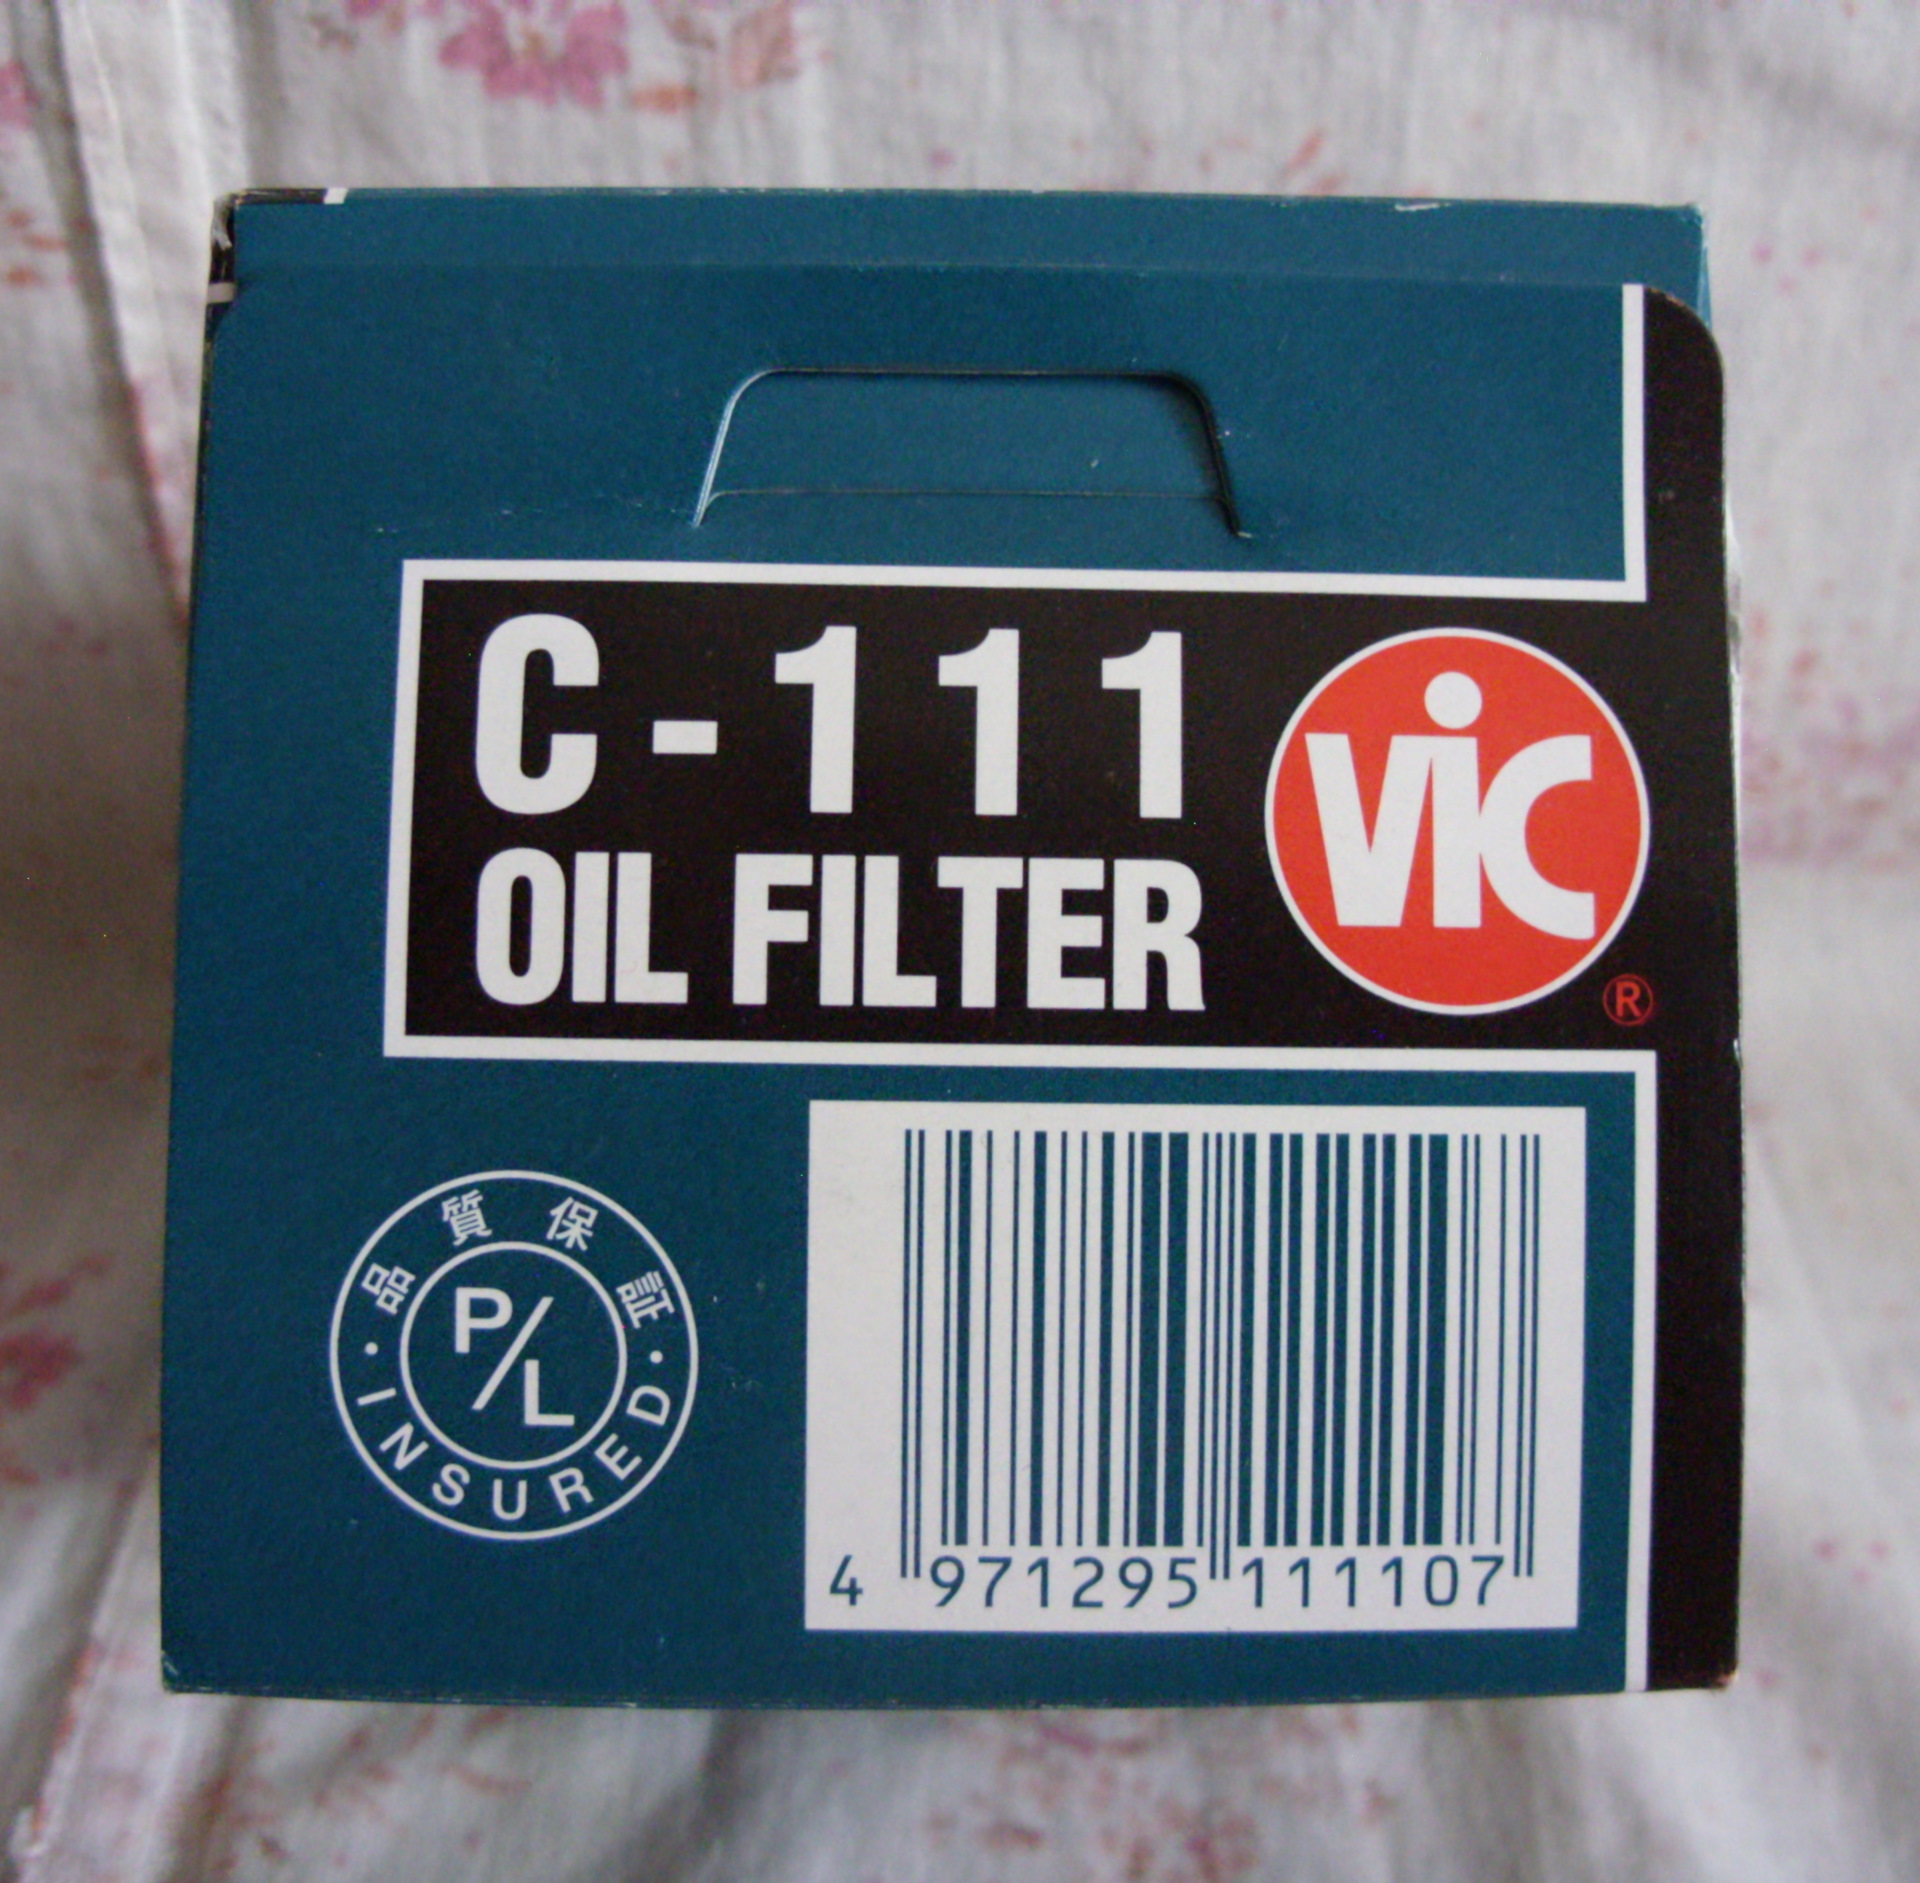 C-111
OIL FILTER
VIC
®
品質保証
P/L
· INSURED ·
4 971295 111107